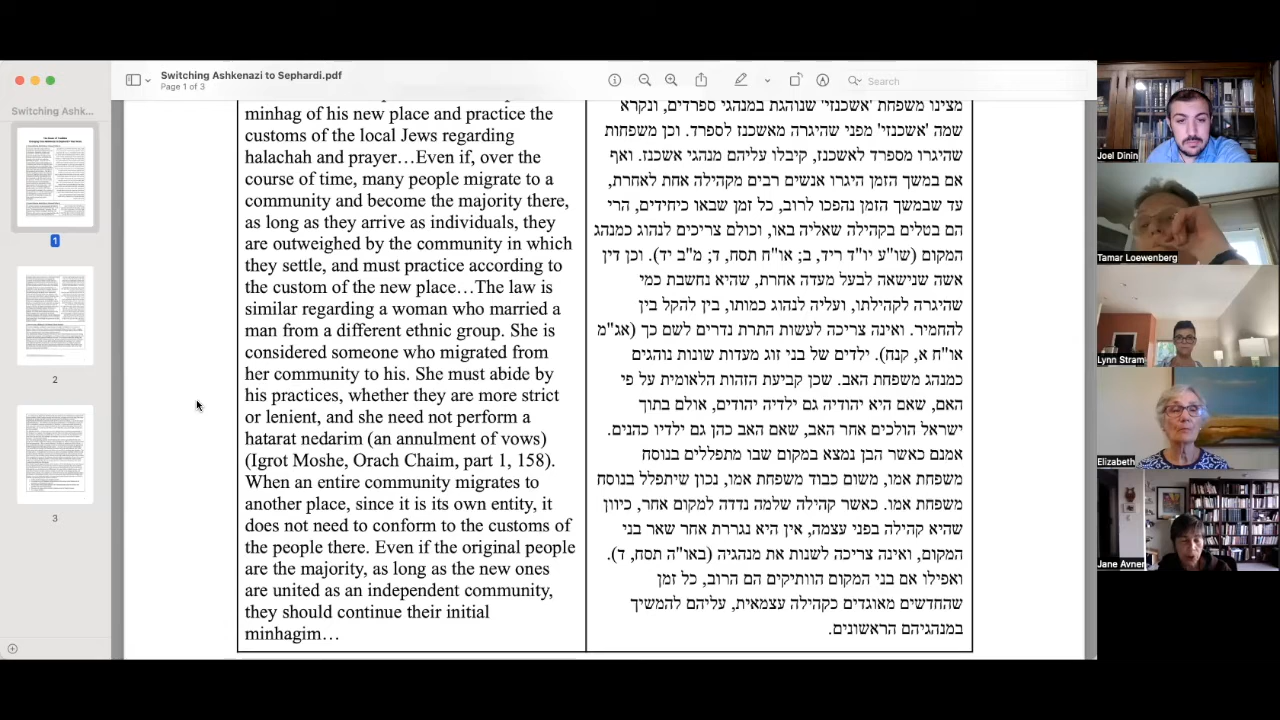 Switching Ashkenazi to Sephardi.pdf
Page 1 of 3
Search
Switching Ashk...
1
2
3
minhag of his new place and practice the
customs of the local Jews regarding
halachah and prayer…Even if, over the
course of time, many people migrate to a
community and become the majority there,
as long as they arrive as individuals, they
are outweighed by the community in which
they settle, and must practice according to
the custom of the new place…The law is
similar regarding a woman who married a
man from a different ethnic group. She is
considered someone who migrated from
her community to his. She must abide by
his practices, whether they are more strict
or lenient, and she need not perform a
hatarat nedarim (an annulment of vows)
(Igrot Moshe, Orach Chaim, part 1, 158).
When an entire community migrates to
another place, since it is its own entity, it
does not need to conform to the customs of
the people there. Even if the original people
are the majority, as long as the new ones
are united as an independent community,
they should continue their initial
minhagim…
מצינו משפחת 'אשכנזי' שנוהגת במנהגי ספרדים, ונקרא
שמה 'אשכנזי' מפני שהיגרה מאשכנז לספרד. וכן משפחות
שהיגרו מספרד לאשכנז, קיבלו עליהם מנהגי אשכנז. ואף
אם במשך הזמן היגרו אנשים רבים מקהילה אחת לאחרת,
עד שבמשך הזמן נהפכו לרוב, כל זמן שבאו כיחידים, הרי
הם בטלים בקהילה שאליה באו, וכולם צריכים לנהוג כמנהג
המקום (שו"ע יו"ד ריד, ב; או"ח תסח, ד; מ"ב יד). וכן דין
אשה שנישאה לבעל מעדה אחרת, שהיא נחשבת כמי
שהיגרה לקהילתו, ועליה לנהוג כמותו בין להקל בין
להחמיר. ואינה צריכה לעשות התרת נדרים לשם כך (אג"מ
או"ח א, קנח). ילדים של בני זוג מעדות שונות נוהגים
כמנהג משפחת האב. שכן קביעת הזהות הלאומית על פי
האם, שאם היא יהודיה גם ילדיה יהודים, אולם בתוך
ישראל הולכים אחר האב, שאם האב כהן גם ילדיו כהנים.
אמנם כאשר הבן נמצא במקום שבו מתפללים בנוסח
משפחת אמו, משום כבוד משפחת אמו, נכון שיתפלל בנוסח
משפחת אמו. כאשר קהילה שלמה נדדה למקום אחר, כיוון
שהיא קהילה בפני עצמה, אין היא נגררת אחר שאר בני
המקום, ואינה צריכה לשנות את מנהגיה (באו"ה תסח, ד).
ואפילו אם בני המקום הוותיקים הם הרוב, כל זמן
שהחדשים מאוגדים כקהילה עצמאית, עליהם להמשיך
במנהגיהם הראשונים.
Joel Dinin
Tamar Loewenberg
Lynn Stram
Elizabeth
Jane Avner